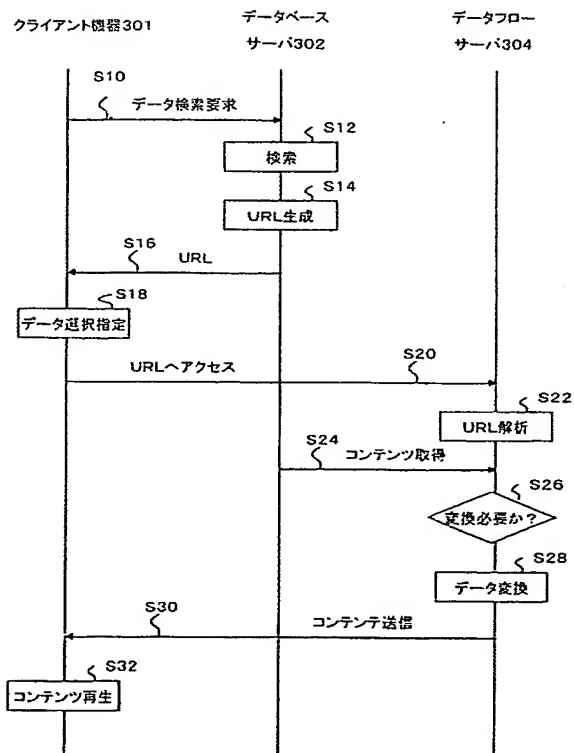 クライアント機器301
データベース
サーバ302
データフロー
サーバ304
S10
データ検索要求
S12
検索
S14
URL生成
S16
URL
S18
データ選択指定
URLへアクセス
S20
S22
URL解析
S24
コンテンツ取得
S26
変換必要か？
S28
データ変換
S30
コンテンテ送信
S32
コンテンツ再生